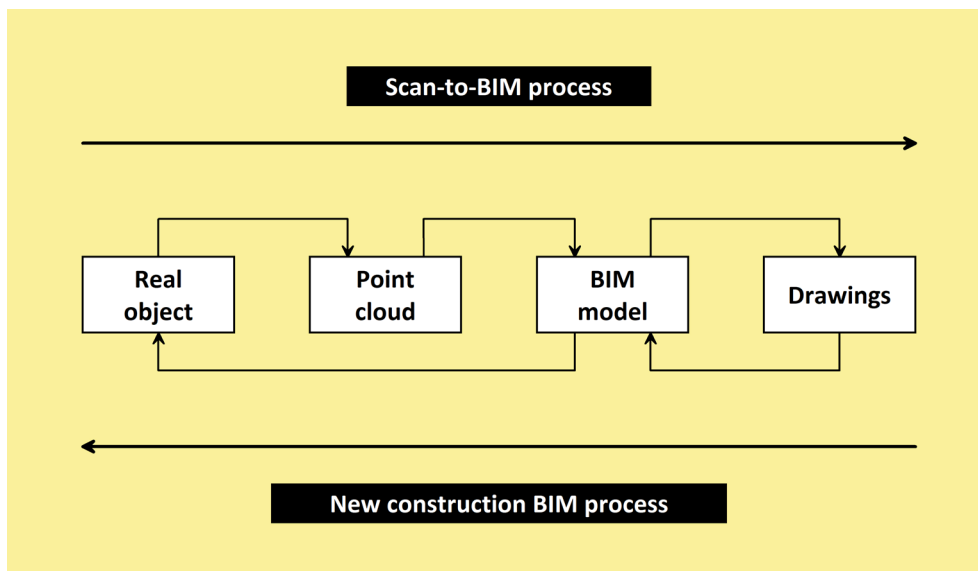 Scan-to-BIM process
Real
object
Point
cloud
BIM
model
Drawings
New construction BIM process